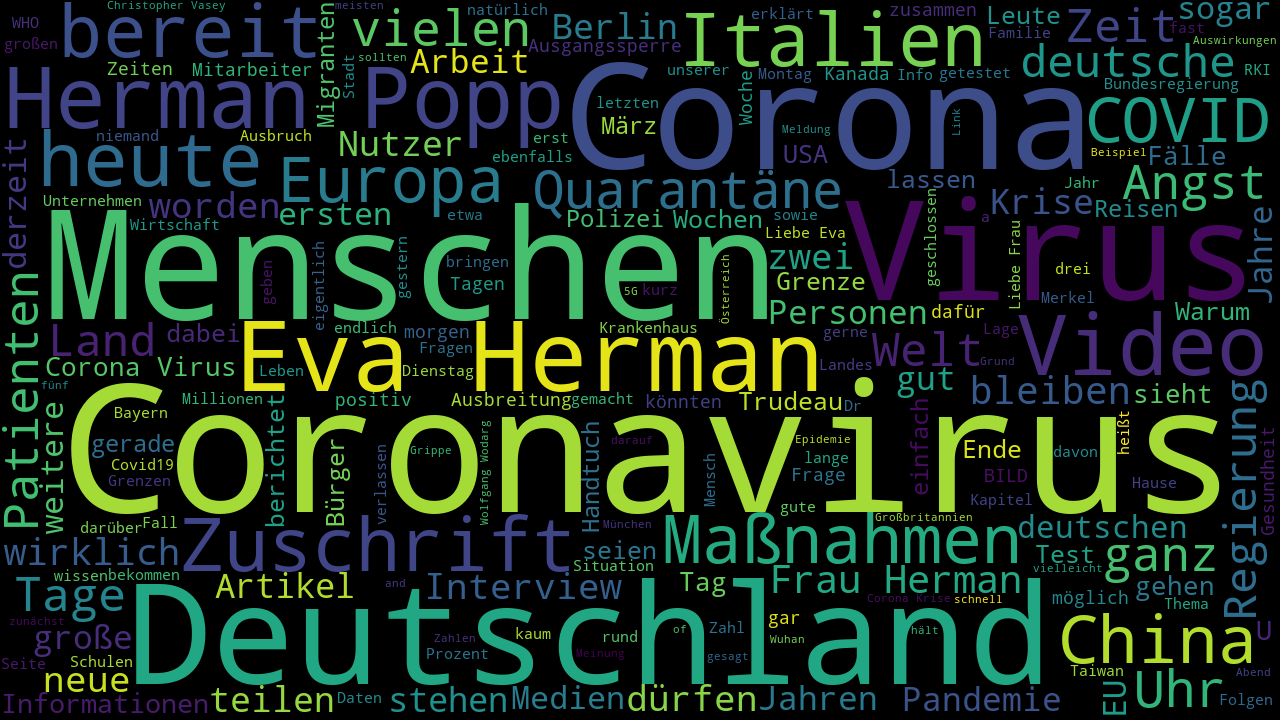 WHO
Christopher Vasey
meisten
natürlich
erklärt
zusammen
sogar
großen
bereit
vielen
Berlin
Italien
Leute
Familie
Zeit
fast
Auswirkungen
Ausgangssperre
Arbeit
Zeiten
Mitarbeiter
Migranten
Stadt
Herman
Popp
Corona
unserer
Woche
Montag
Kanada
Info
getestet
deutsche
RKI
Bundesregierung
letzten
März
Link
COVID
niemand
Ausbruch
Nutzer
erst
ebenfalls
Meldung
USA
Beispiel
Fälle
derzeit
heute
Europa
Quarantäne
lassen
Jahr
Angst
Unternehmen
worden
ersten
etwa
Polizei
Wochen
sowie
Krise
Reisen
Wirtschaft
Menschen
Liebe Eva
Virus
a
geschlossen
Liebe Frau
Jahre
eigentlich
gestern
bringen
zwei
geben
Tagen
5G
kurz
Österreich
Grenze
drei
Merkel
Personen
dafür
Warum
Patienten
Land
dabei
endlich
morgen
Krankenhaus
Fragen
gerne
Lage
Welt
Grund
Video
Corona Virus
Eva Herman
Leben
Dienstag
Landes
gut
fünf
Millionen
positiv
Ausbreitung
gemacht
könnten
Trudeau
Dr
bleiben
sieht
weitere
Bayern
berichtet
gerade
Coronavirus
Covid19
Grenzen
Bürger
verlassen
Grippe
Wolfgang Wodarg
Handtuch
darauf
Mensch
Epidemie
lange
Frage
einfach
Ende
BILD
davon
heißt
Regierung
Gesundheit
Kapitel
Hause
darüber
Fall
Zuschrift
München
gute
Großbritannien
deutschen
wirklich
seien
Maßnahmen
Test
ganz
wissen
bekommen
Situation
vielleicht
Tage
Artikel
and
Interview
Tag
Frau Herman
gehen
möglich
Thema
Corona Krise
schnell
zunächst
große
Deutschland
Zahlen
kaum
rund
of
Zahl
gar
Wuhan
hält
China
U
Prozent
Meinung
gesagt
Seite
Schulen
neue
Taiwan
Abend
Informationen
teilen
Daten
stehen
Medien
dürfen
Jahren
Pandemie
EU
Uhr
Folgen